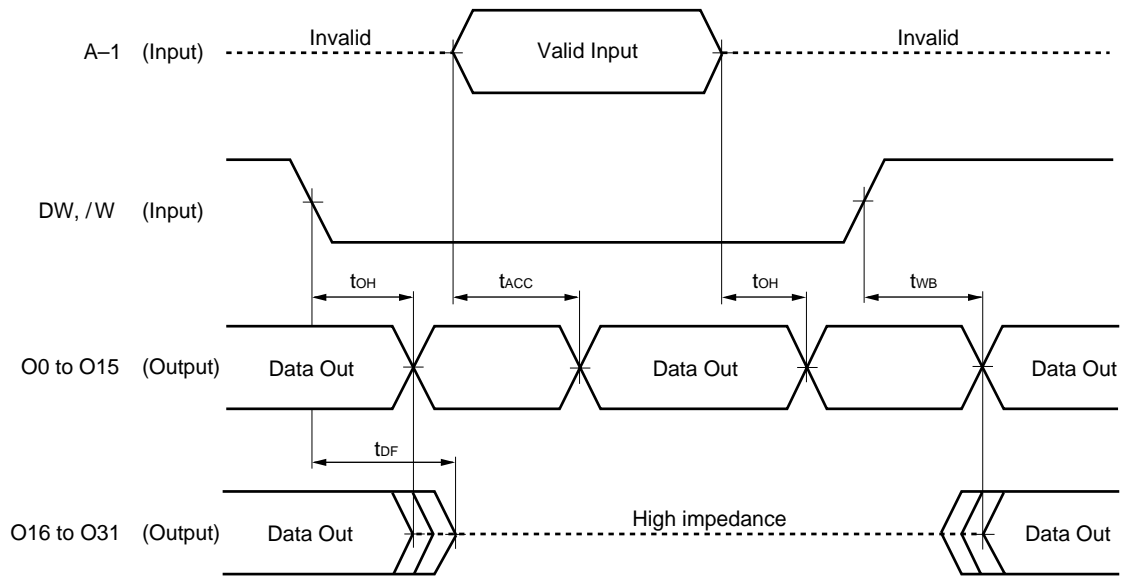 A–1 (Input) Invalid Valid Input Invalid
DW, /W (Input)
tOH tACC tOH tWB
O0 to O15 (Output) Data Out Data Out Data Out
tDF
O16 to O31 (Output) Data Out High impedance Data Out